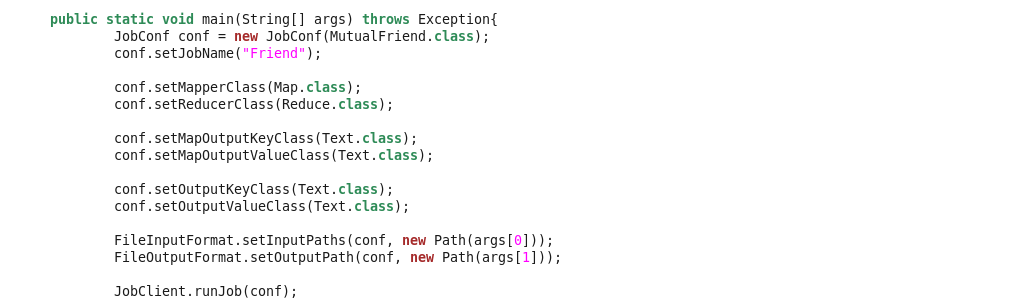 public static void main(String[] args) throws Exception{
JobConf conf = new JobConf(MutualFriend.class);
conf.setJobName("Friend");
conf.setMapperClass(Map.class);
conf.setReducerClass(Reduce.class);
conf.setMapOutputKeyClass(Text.class);
conf.setMapOutputValueClass(Text.class);
conf.setOutputKeyClass(Text.class);
conf.setOutputValueClass(Text.class);
FileInputFormat.setInputPaths(conf, new Path(args[0]));
FileOutputFormat.setOutputPath(conf, new Path(args[1]));
JobClient.runJob(conf);